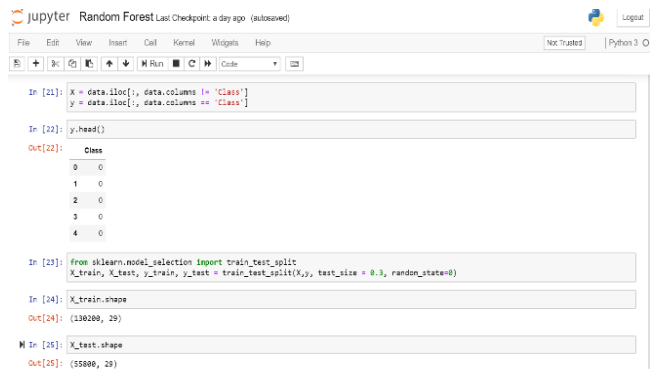 jupyter Random Forest Last Checkpoint: a day ago (autosaved)
Logout
File Edit View Insert Cell Kernel Widgets Help
Not Trusted Python 3 O
Run Code
In [21]: X = data.iloc[:, data.columns != 'Class']
y = data.iloc[:, data.columns == 'Class']
In [22]: y.head()
Out[22]:
Class
0 0
1 0
2 0
3 0
4 0
In [23]: from sklearn.model_selection import train_test_split
X_train, X_test, y_train, y_test = train_test_split(X,y, test_size = 0.3, random_state=0)
In [24]: X_train.shape
Out[24]: (130200, 29)
In [25]: X_test.shape
Out[25]: (55800, 29)